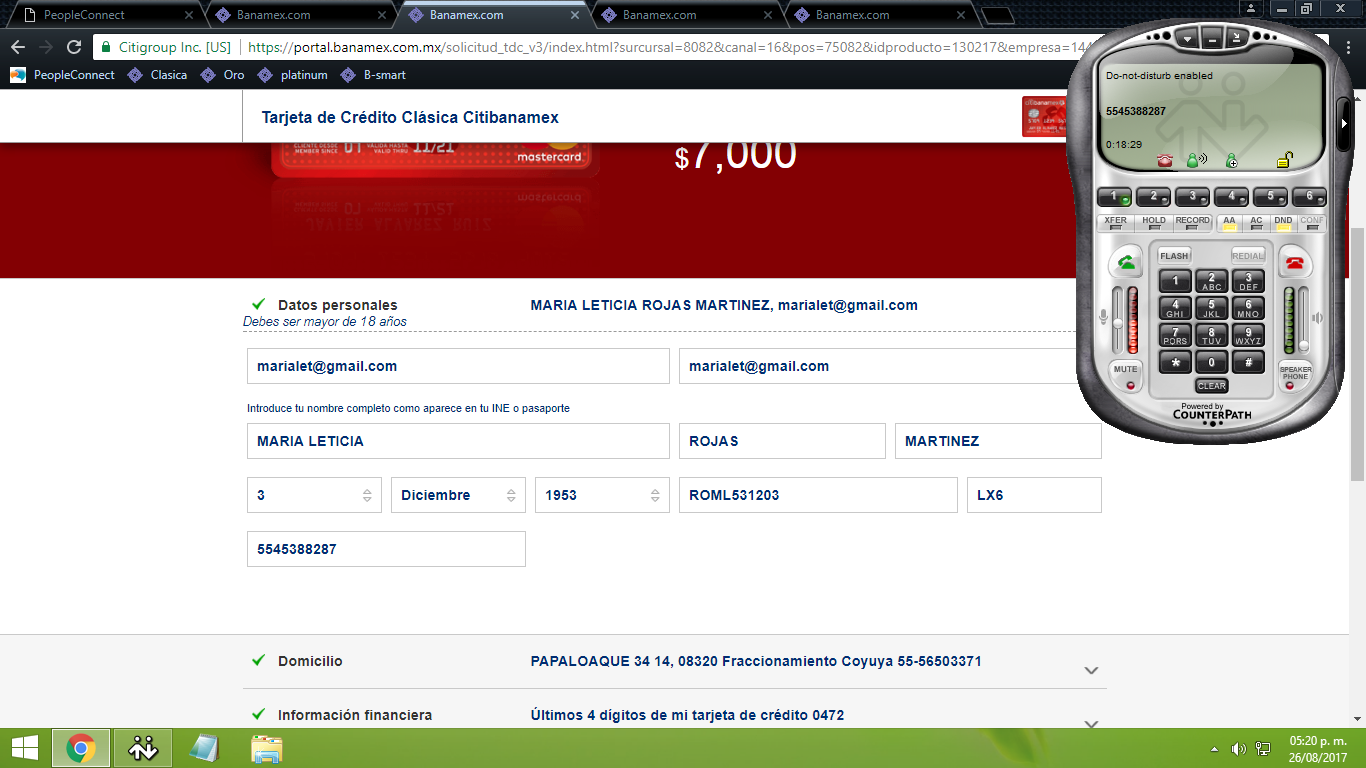 PeopleConnect
Banamex.com
Banamex.com
Banamex.com
Banamex.com
Citigroup Inc. [US] https://portal.banamex.com.mx/solicitud_tdc_v3/index.html?surcursal=8082&canal=16&pos=75082&idproducto=130217&empresa=144
PeopleConnect Clasica Oro platinum B-smart
Tarjeta de Crédito Clásica Citibanamex
citibanamex
CLIENTE DESDE MEMBER SINCE 07 VÁLIDA HASTA VALID THRU 11/21
mastercard
$7,000
Datos personales MARIA LETICIA ROJAS MARTINEZ, marialet@gmail.com
Debes ser mayor de 18 años
marialet@gmail.com marialet@gmail.com
Introduce tu nombre completo como aparece en tu INE o pasaporte
MARIA LETICIA ROJAS MARTINEZ
3 Diciembre 1953 ROML531203 LX6
5545388287
Domicilio PAPALOAQUE 34 14, 08320 Fraccionamiento Coyuya 55-56503371
Información financiera Últimos 4 dígitos de mi tarjeta de crédito 0472
Do-not-disturb enabled
5545388287
0:18:29
1 2 3 4 5 6
XFER HOLD RECORD AA AC DND CONF
FLASH REDIAL
1 2 ABC 3 DEF
4 GHI 5 JKL 6 MNO
7 PQRS 8 TUV 9 WXYZ
* 0 #
MUTE
SPEAKER PHONE
CLEAR
Powered by
COUNTERPATH
05:20 p. m.
26/08/2017